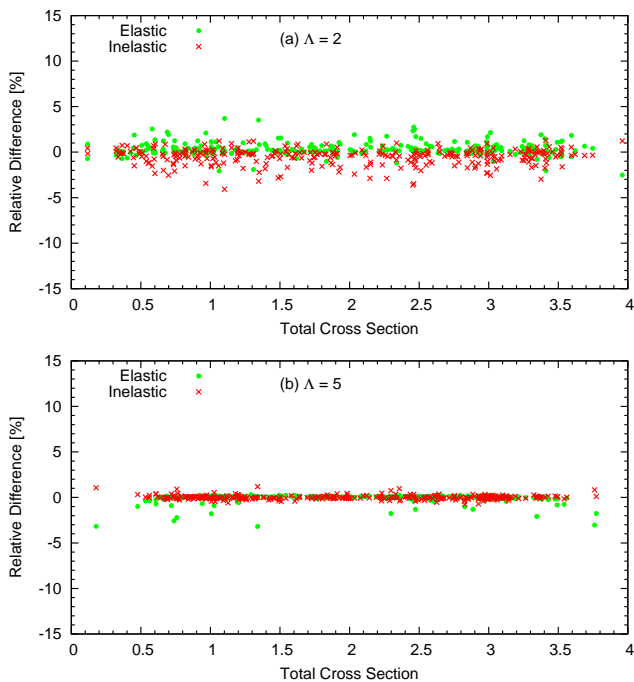 15
10
5
0
-5
-10
-15
Relative Difference [%]
Elastic
Inelastic
(a) Λ = 2
0 0.5 1 1.5 2 2.5 3 3.5 4
Total Cross Section
15
10
5
0
-5
-10
-15
Relative Difference [%]
Elastic
Inelastic
(b) Λ = 5
0 0.5 1 1.5 2 2.5 3 3.5 4
Total Cross Section